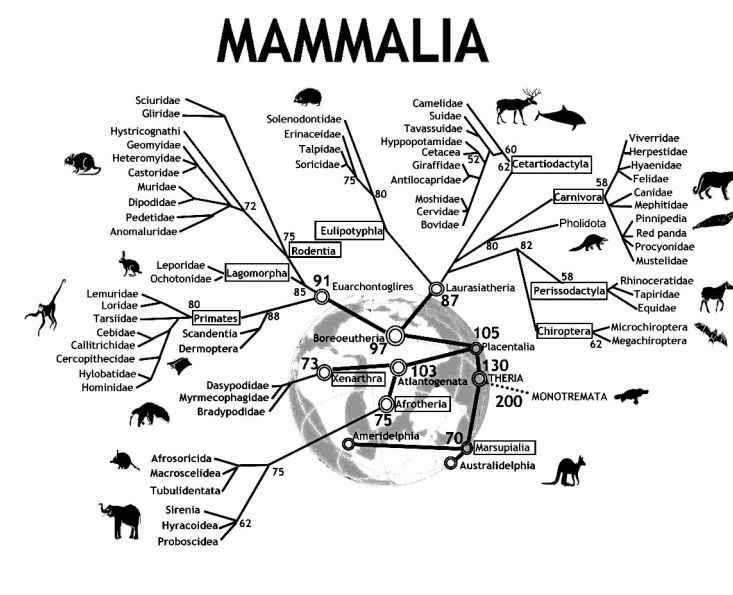 MAMMALIA
Sciuridae
Gliridae
Hystricognathi
Geomyidae
Heteromyidae
Castoridae
Muridae
Dipodidae
Pedetidae
Anomaluridae
72
75
Rodentia
Leporidae
Ochotonidae
Lagomorpha
85
91
Euarchontoglires
Lemuridae
Loridae
Tarsiidae
Cebidae
Callitrichidae
Cercopithecidae
Hylobatidae
Hominidae
80
Primates
88
Scandentia
Dermoptera
Solenodontidae
Erinaceidae
Talpidae
Soricidae
75
80
Eulipotyphla
Camelidae
Suidae
Tavassuidae
Hyppopotamidae
Cetacea
Giraffidae
Antilocapridae
Moshidae
Cervidae
Bovidae
52
60
62
Cetartiodactyla
Viverridae
Herpestidae
Hyaenidae
Felidae
Canidae
Mephitidae
Pinnipedia
Red panda
Procyonidae
Mustelidae
58
Carnivora
Pholidota
80
82
58
Perissodactyla
Rhinoceratidae
Tapiridae
Equidae
Chiroptera
62
Microchiroptera
Megachiroptera
Laurasiatheria
87
Boreoeutheria
97
105
Placentalia
130
THERIA
200
MONOTREMATA
73
Xenarthra
103
Atlantogenata
Dasypodidae
Myrmecophagidae
Bradypodidae
Afrotheria
75
Ameridelphia
70
Marsupialia
Australidelphia
Afrosoricida
Macroscelidea
Tubulidentata
75
Sirenia
Hyracoidea
Proboscidea
62